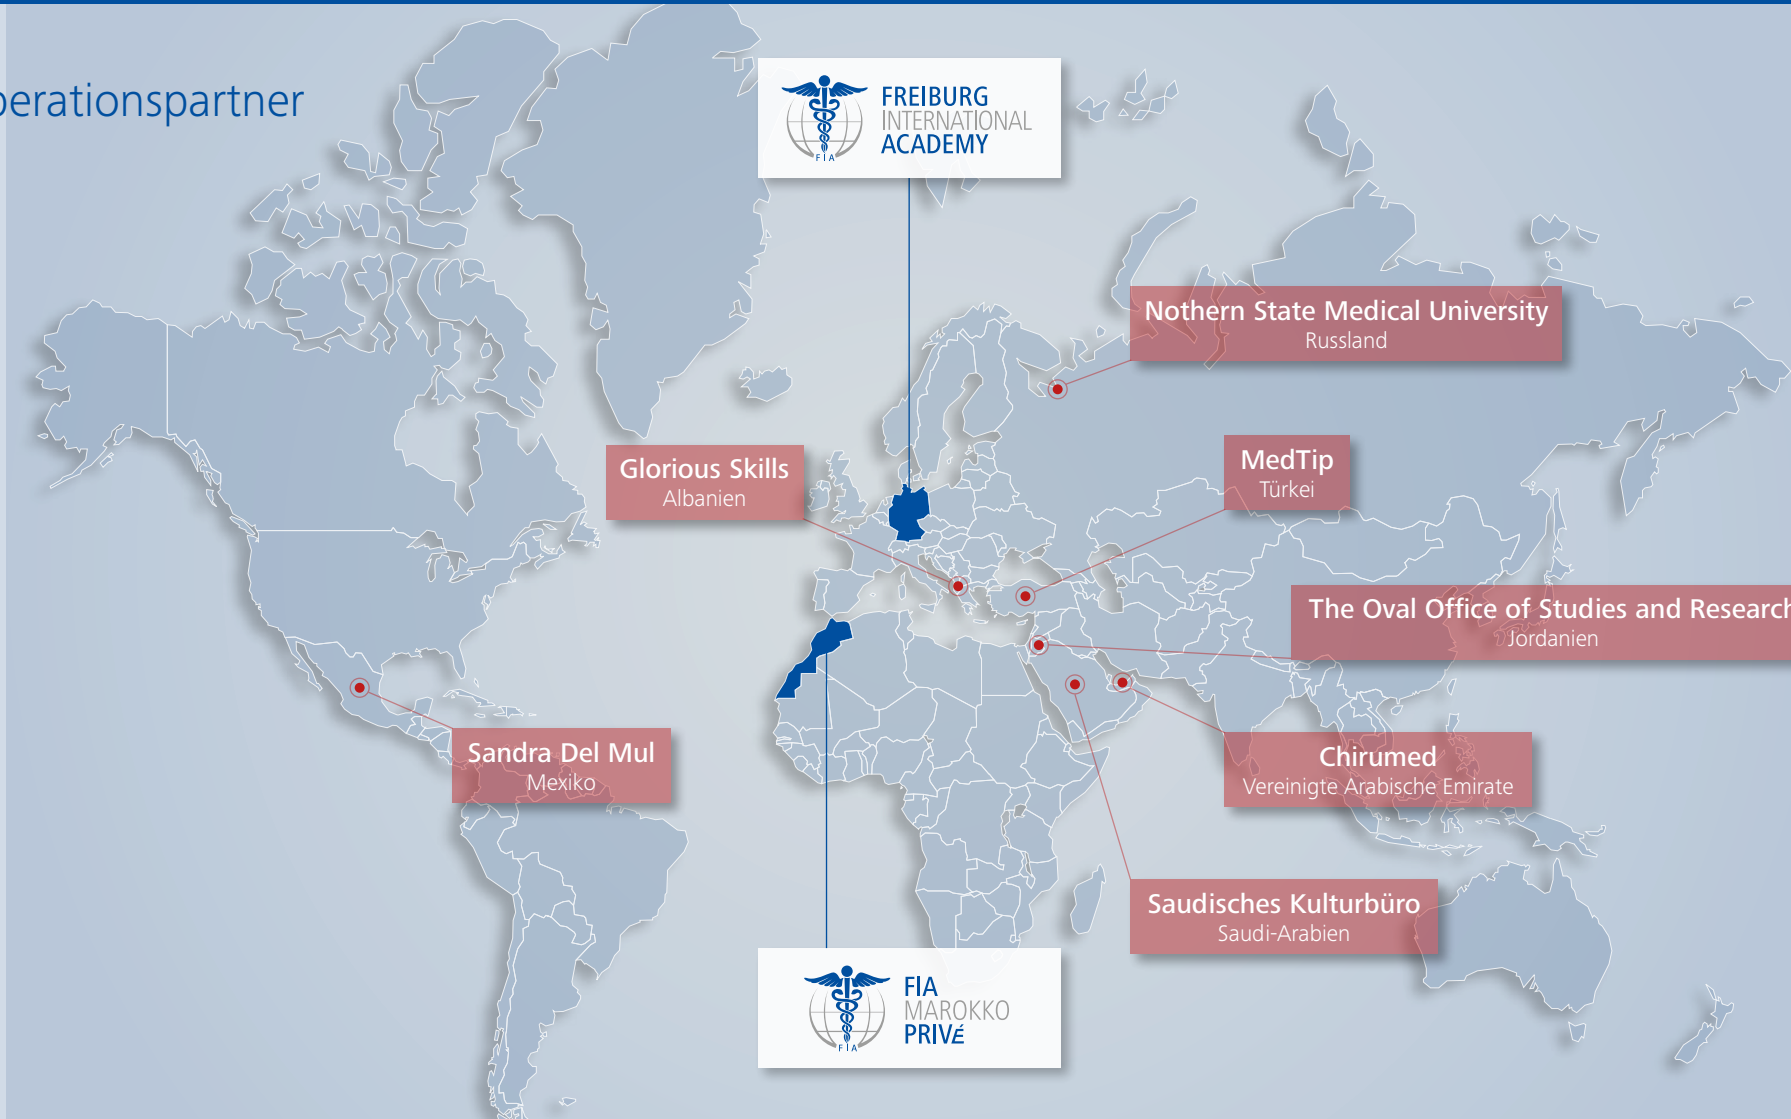 perationspartner
FREIBURG
INTERNATIONAL
ACADEMY
FIA
Nothern State Medical University
Russland
Glorious Skills
Albanien
MedTip
Türkei
The Oval Office of Studies and Research
Jordanien
Sandra Del Mul
Mexiko
Chirumed
Vereinigte Arabische Emirate
Saudisches Kulturbüro
Saudi-Arabien
FIA
MAROKKO
PRIVÉ
FIA